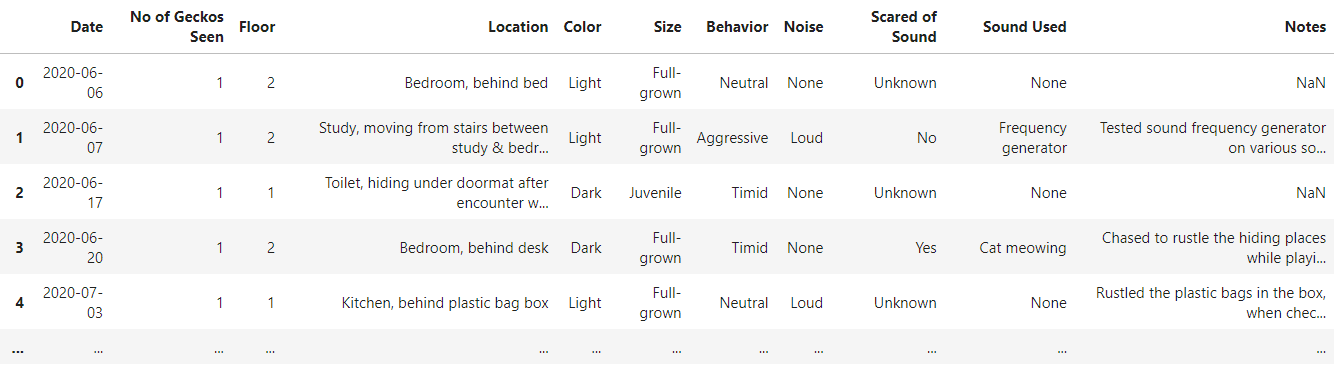 Date No of Geckos Seen Floor Location Color Size Behavior Noise Scared of Sound Sound Used Notes
0 2020-06-06 1 2 Bedroom, behind bed Light Full-grown Neutral None Unknown None NaN
1 2020-06-07 1 2 Study, moving from stairs between study & bedr... Light Full-grown Aggressive Loud No Frequency generator Tested sound frequency generator on various so...
2 2020-06-17 1 1 Toilet, hiding under doormat after encounter w... Dark Juvenile Timid None Unknown None NaN
3 2020-06-20 1 2 Bedroom, behind desk Dark Full-grown Timid None Yes Cat meowing Chased to rustle the hiding places while playi...
4 2020-07-03 1 1 Kitchen, behind plastic bag box Light Full-grown Neutral Loud Unknown None Rustled the plastic bags in the box, when chec...
... ... ... ... ... ... ... ... ... ... ... ...